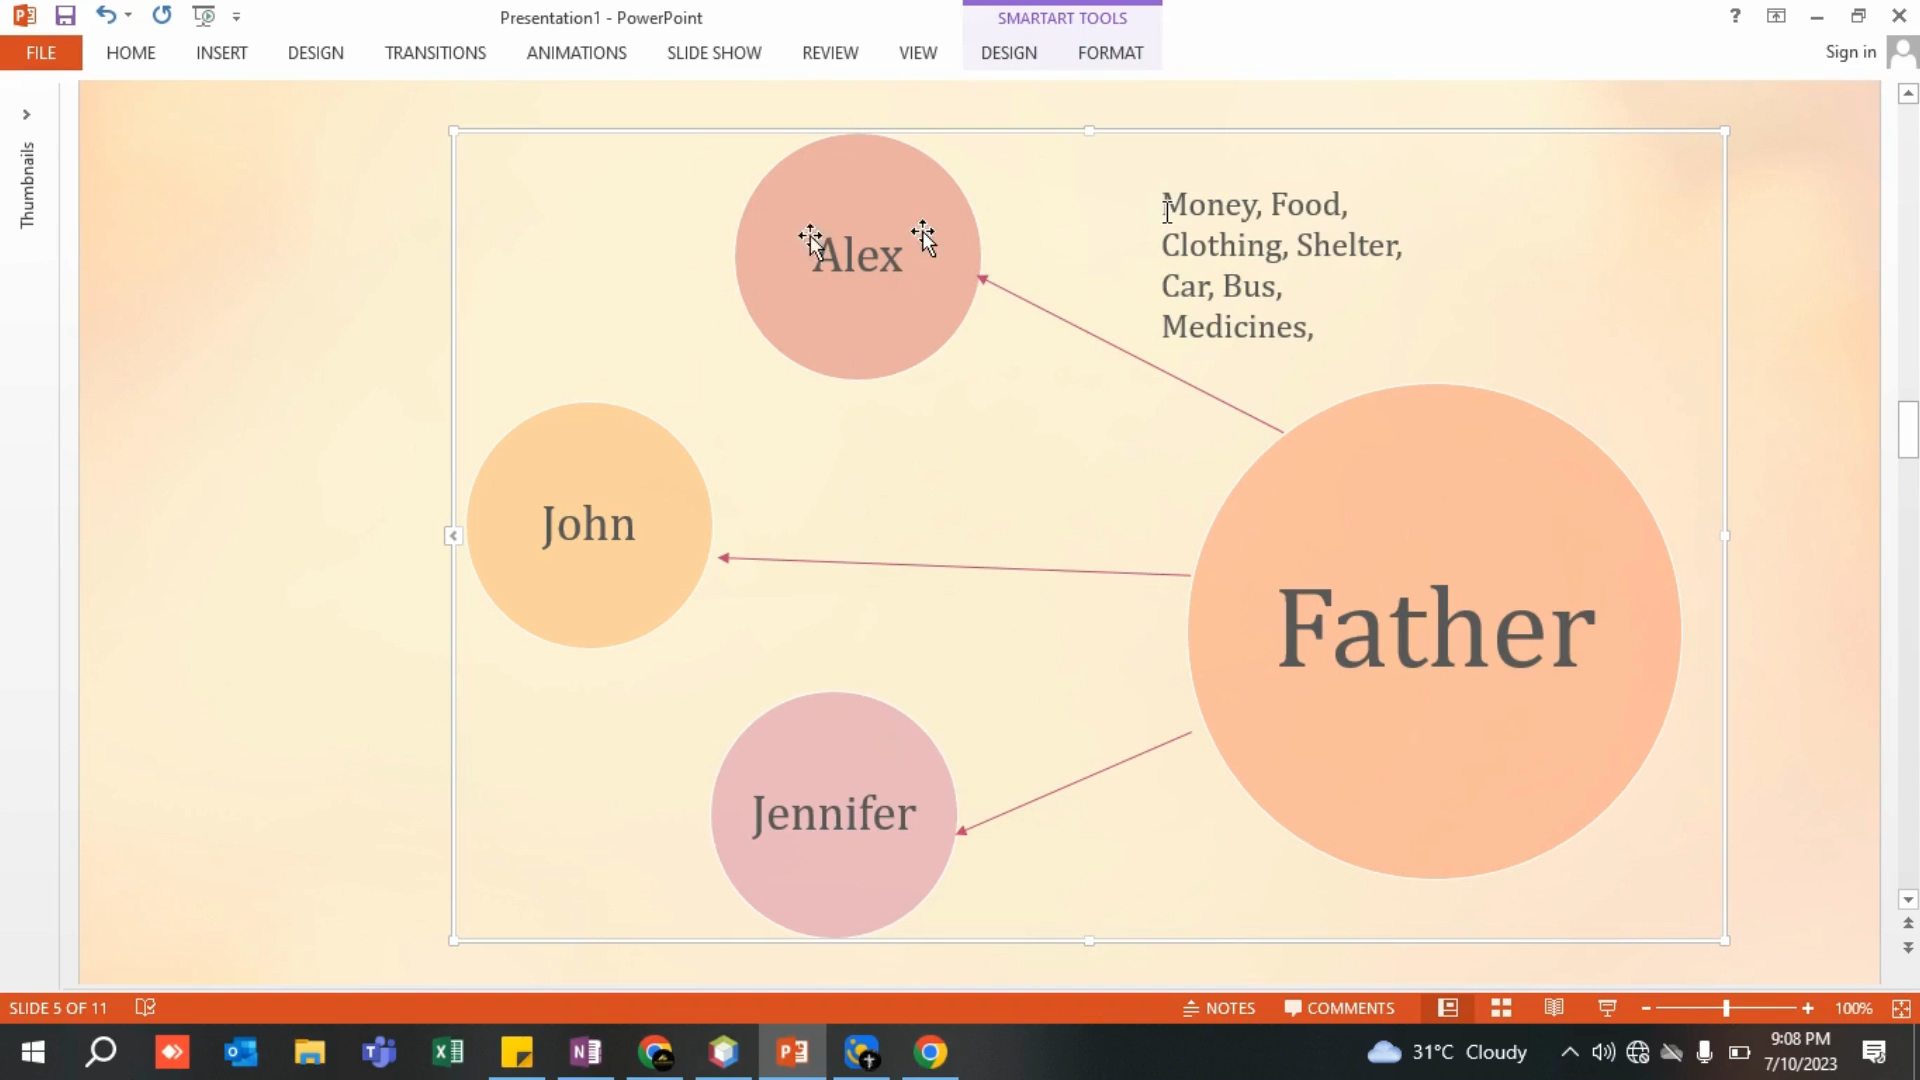 Presentation1 - PowerPoint
SMARTART TOOLS
?
FILE
HOME
INSERT
DESIGN
TRANSITIONS
ANIMATIONS
SLIDE SHOW
REVIEW
VIEW
DESIGN
FORMAT
Sign in
Thumbnails
Money, Food,
Clothing, Shelter,
Car, Bus,
Medicines,
Alex
John
Father
Jennifer
SLIDE 5 OF 11
NOTES
COMMENTS
100%
31°C Cloudy
9:08 PM
7/10/2023